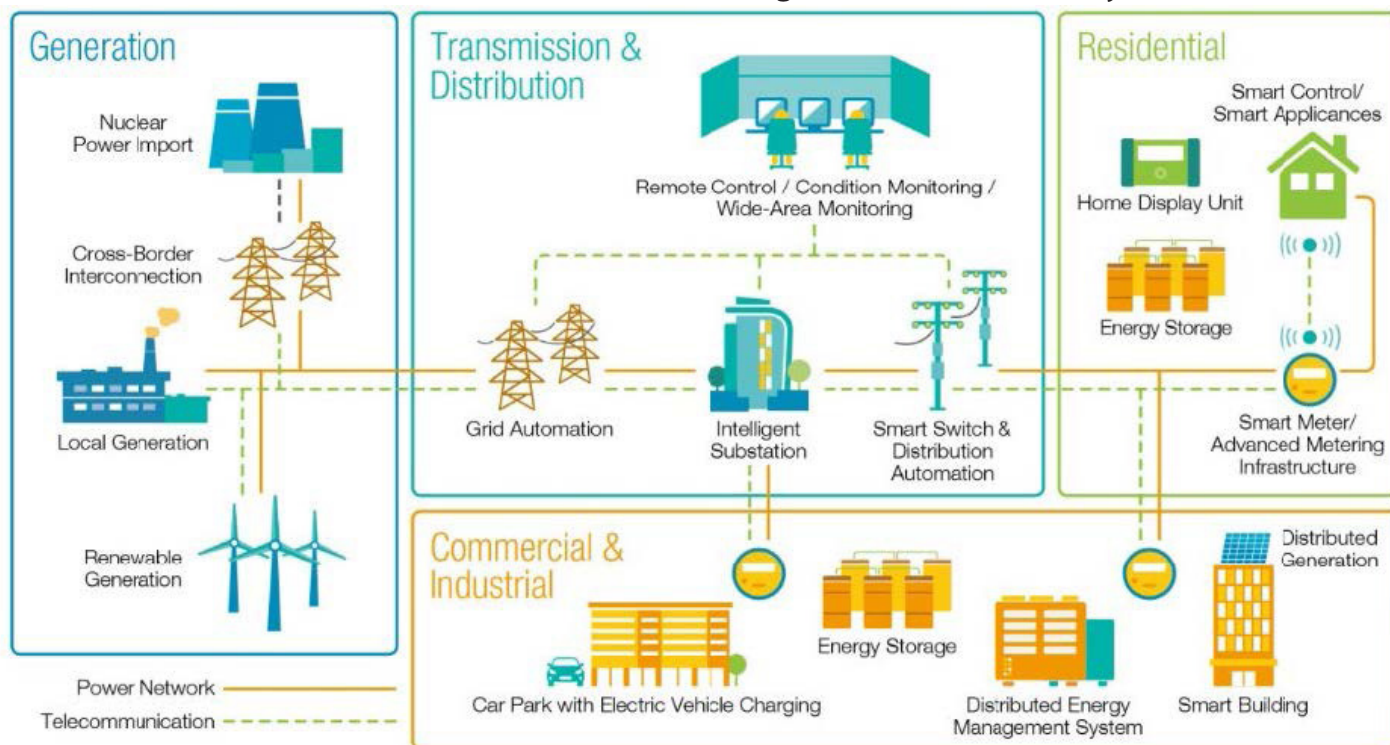 Generation
Nuclear
Power Import
Cross-Border
Interconnection
Local Generation
Renewable
Generation
Transmission &
Distribution
Remote Control / Condition Monitoring /
Wide-Area Monitoring
Grid Automation
Intelligent
Substation
Smart Switch &
Distribution
Automation
Residential
Smart Control/
Smart Applicances
Home Display Unit
Energy Storage
Smart Meter/
Advanced Metering
Infrastructure
Commercial &
Industrial
Car Park with Electric Vehicle Charging
Energy Storage
Distributed Energy
Management System
Distributed
Generation
Smart Building
Power Network
Telecommunication